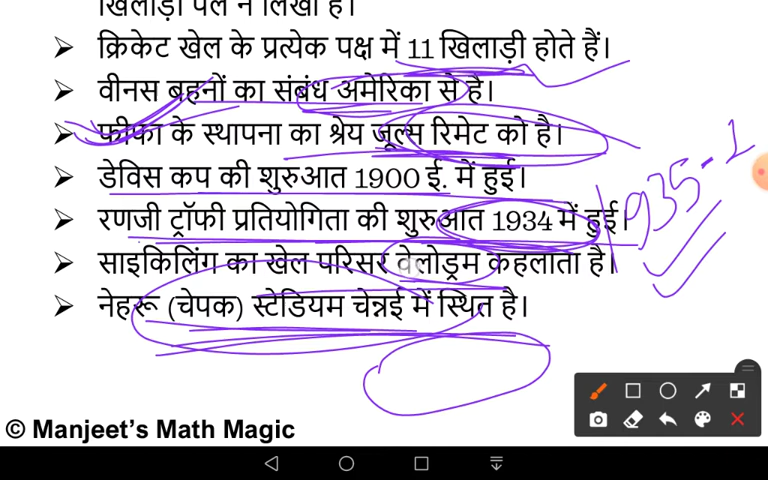 खिलाड़ी पेले ने लिखी है।
➤ क्रिकेट खेल के प्रत्येक पक्ष में 11 खिलाड़ी होते हैं।
➤ वीनस बहनों का संबंध अमेरिका से है।
➤ फीफा के स्थापना का श्रेय जूल्स रिमेट को है।
➤ डेविस कप की शुरुआत 1900 ई. में हुई।
➤ रणजी ट्रॉफी प्रतियोगिता की शुरुआत 1934 में हुई।
1935-1
➤ साइकिलिंग का खेल परिसर वेलोड्रम कहलाता है।
➤ नेहरू (चेपक) स्टेडियम चेन्नई में स्थित है।
© Manjeet's Math Magic